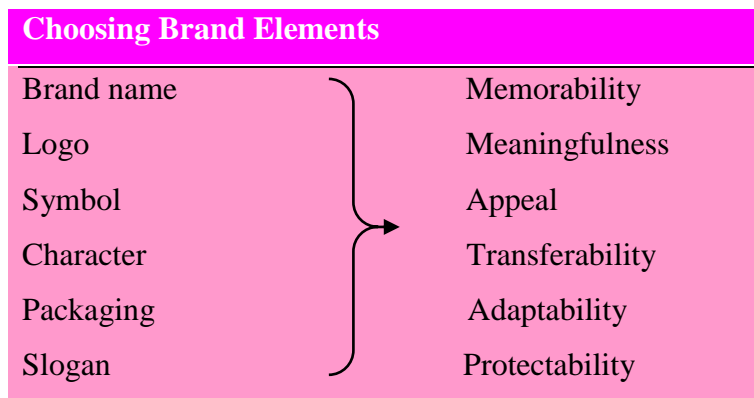 Choosing Brand Elements
Brand name Memorability
Logo Meaningfulness
Symbol Appeal
Character Transferability
Packaging Adaptability
Slogan Protectability